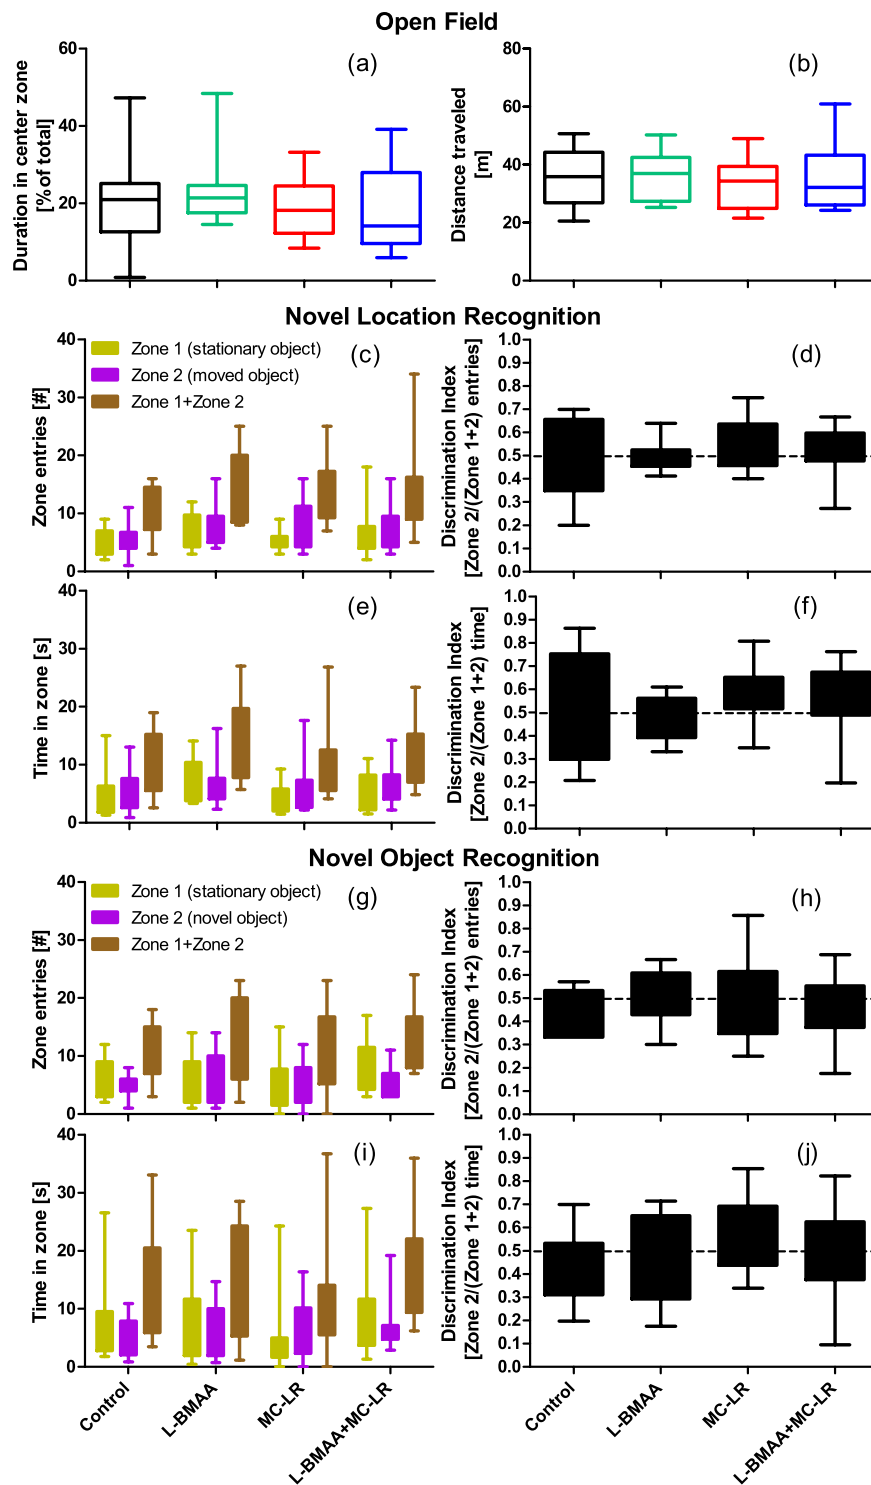 Open Field
(a)
Duration in center zone
[% of total]
60
40
20
0
(b)
Distance traveled
[m]
80
60
40
20
0
Novel Location Recognition
(c)
Zone 1 (stationary object)
Zone 2 (moved object)
Zone 1+Zone 2
Zone entries [#]
40
30
20
10
0
(d)
Discrimination Index
[Zone 2/(Zone 1+2) entries]
1.0
0.9
0.8
0.7
0.6
0.5
0.4
0.3
0.2
0.1
0.0
(e)
Time in zone [s]
40
30
20
10
0
(f)
Discrimination Index
[Zone 2/(Zone 1+2) time]
1.0
0.9
0.8
0.7
0.6
0.5
0.4
0.3
0.2
0.1
0.0
Novel Object Recognition
(g)
Zone 1 (stationary object)
Zone 2 (novel object)
Zone 1+Zone 2
Zone entries [#]
40
30
20
10
0
(h)
Discrimination Index
[Zone 2/(Zone 1+2) entries]
1.0
0.9
0.8
0.7
0.6
0.5
0.4
0.3
0.2
0.1
0.0
(i)
Time in zone [s]
40
30
20
10
0
Control
L-BMAA
MC-LR
L-BMAA+MC-LR
(j)
Discrimination Index
[Zone 2/(Zone 1+2) time]
1.0
0.9
0.8
0.7
0.6
0.5
0.4
0.3
0.2
0.1
0.0
Control
L-BMAA
MC-LR
L-BMAA+MC-LR